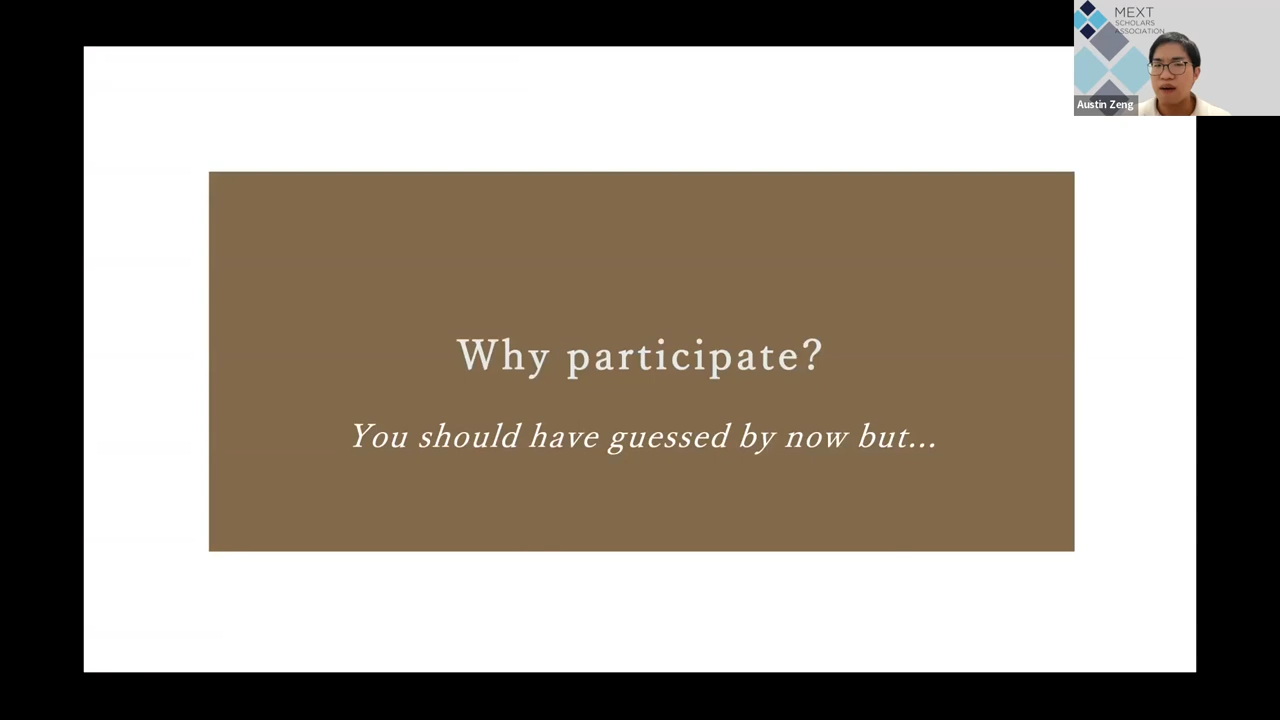 MEXT
SCHOLARS
ASSOCIATION
Austin Zeng
Why participate?
You should have guessed by now but...